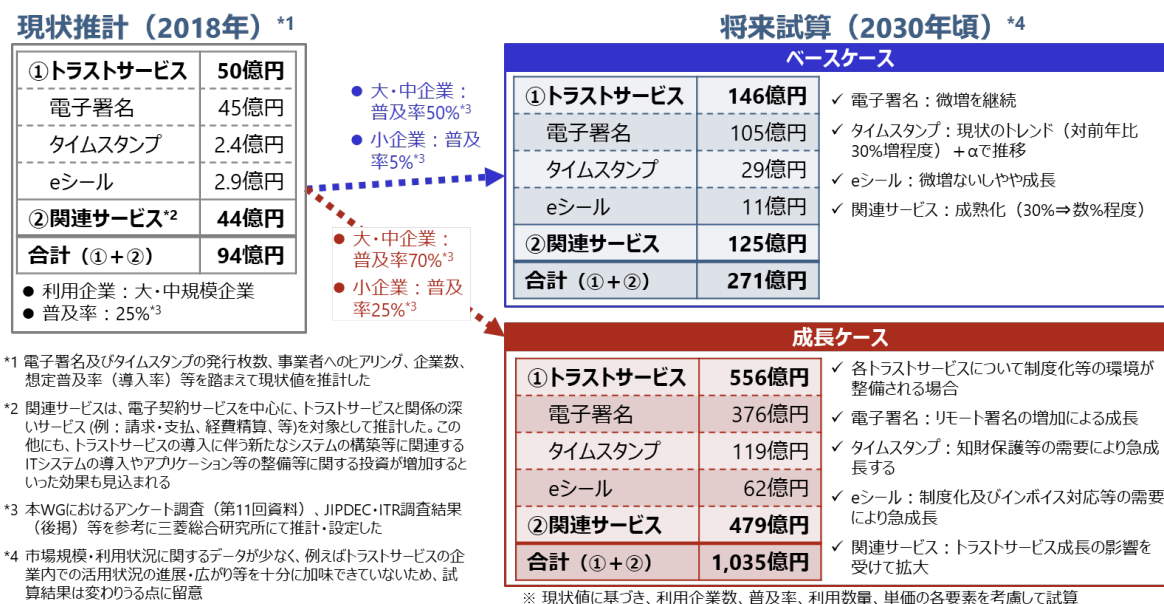 現状推計（2018年）*1
①トラストサービス 50億円
電子署名 45億円
タイムスタンプ 2.4億円
eシール 2.9億円
②関連サービス*2 44億円
合計（①+②） 94億円
● 利用企業：大・中規模企業
● 普及率：25%*3
● 大・中企業：
普及率50%*3
● 小企業：普及
率5%*3
● 大・中企業：
普及率70%*3
● 小企業：普及
率25%*3
将来試算（2030年頃）*4
ベースケース
①トラストサービス 146億円
電子署名 105億円
タイムスタンプ 29億円
eシール 11億円
②関連サービス 125億円
合計（①+②） 271億円
✓ 電子署名：微増を継続
✓ タイムスタンプ：現状のトレンド（対前年比
30%増程度）+αで推移
✓ eシール：微増ないしやや成長
✓ 関連サービス：成熟化（30%⇒数%程度）
成長ケース
①トラストサービス 556億円
電子署名 376億円
タイムスタンプ 119億円
eシール 62億円
②関連サービス 479億円
合計（①+②） 1,035億円
✓ 各トラストサービスについて制度化等の環境が
整備される場合
✓ 電子署名：リモート署名の増加による成長
✓ タイムスタンプ：知財保護等の需要により急成
長する
✓ eシール：制度化及びインボイス対応等の需要
により急成長
✓ 関連サービス：トラストサービス成長の影響を
受けて拡大
*1 電子署名及びタイムスタンプの発行枚数、事業者へのヒアリング、企業数、
想定普及率（導入率）等を踏まえて現状値を推計した
*2 関連サービスは、電子契約サービスを中心に、トラストサービスと関係の深
いサービス(例：請求・支払、経費精算、等)を対象として推計した。この
他にも、トラストサービスの導入に伴う新たなシステムの構築等に関連する
ITシステムの導入やアプリケーション等の整備等に関する投資が増加すると
いった効果も見込まれる
*3 本WGにおけるアンケート調査（第11回資料）、JIPDEC・ITR調査結果
（後掲）等を参考に三菱総合研究所にて推計・設定した
*4 市場規模・利用状況に関するデータが少なく、例えばトラストサービスの企
業内での活用状況の進展・広がり等を十分に加味できていないため、試
算結果は変わりうる点に留意
※ 現状値に基づき、利用企業数、普及率、利用数量、単価の各要素を考慮して試算